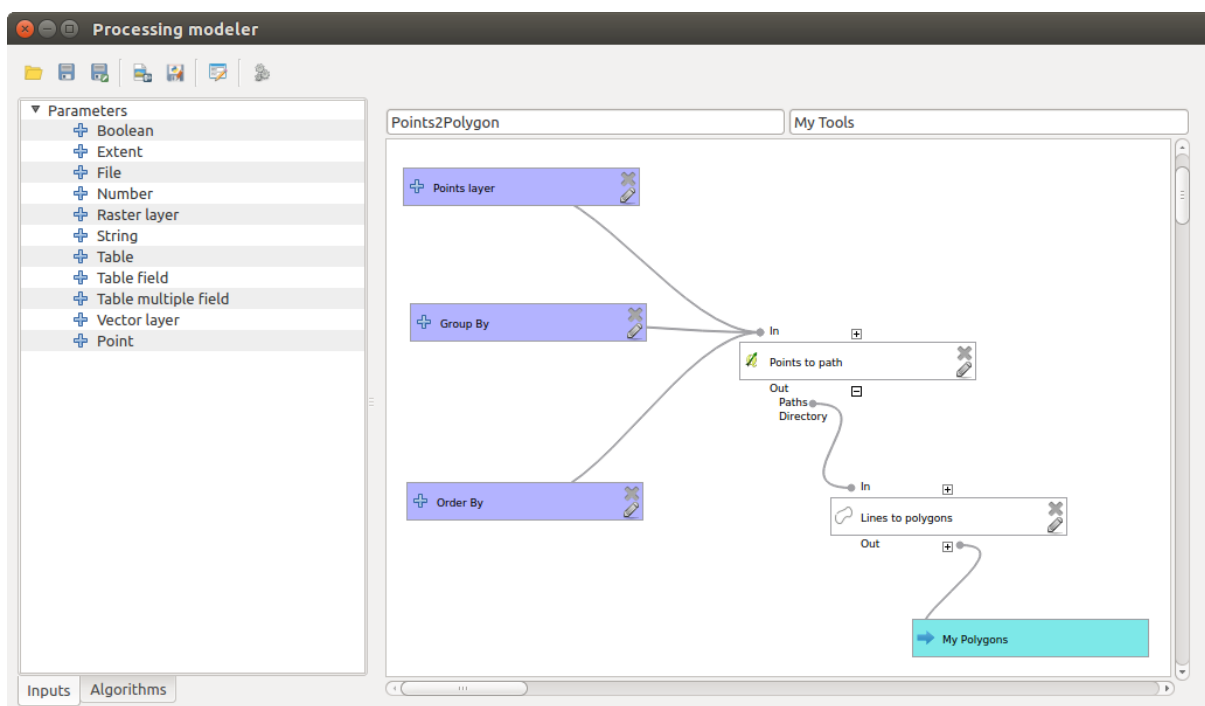 Processing modeler
Parameters
Boolean
Extent
File
Number
Raster layer
String
Table
Table field
Table multiple field
Vector layer
Point
Inputs
Algorithms
Points2Polygon
My Tools
Points layer
Group By
Order By
In
Points to path
Out
Paths
Directory
In
Lines to polygons
Out
My Polygons